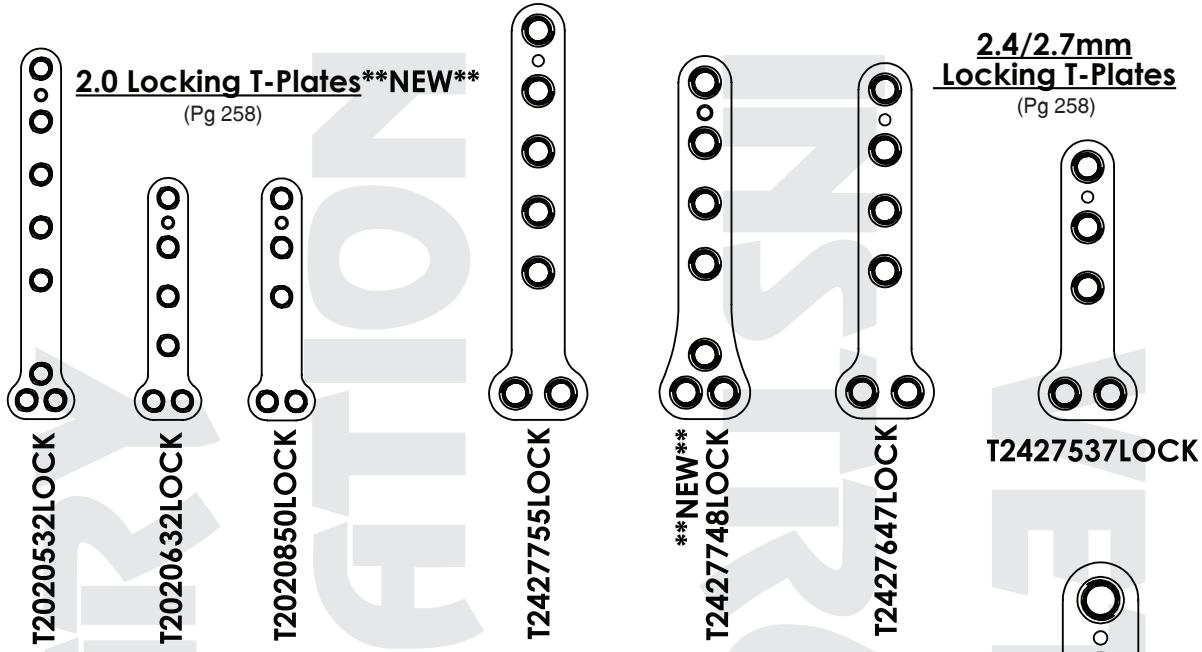 2.0 Locking T-Plates**NEW**
(Pg 258)
2.4/2.7mm
Locking T-Plates
(Pg 258)
T2020532LOCK
T2020632LOCK
T2020850LOCK
T2427755LOCK
**NEW**
T2427748LOCK
T2427647LOCK
T2427537LOCK